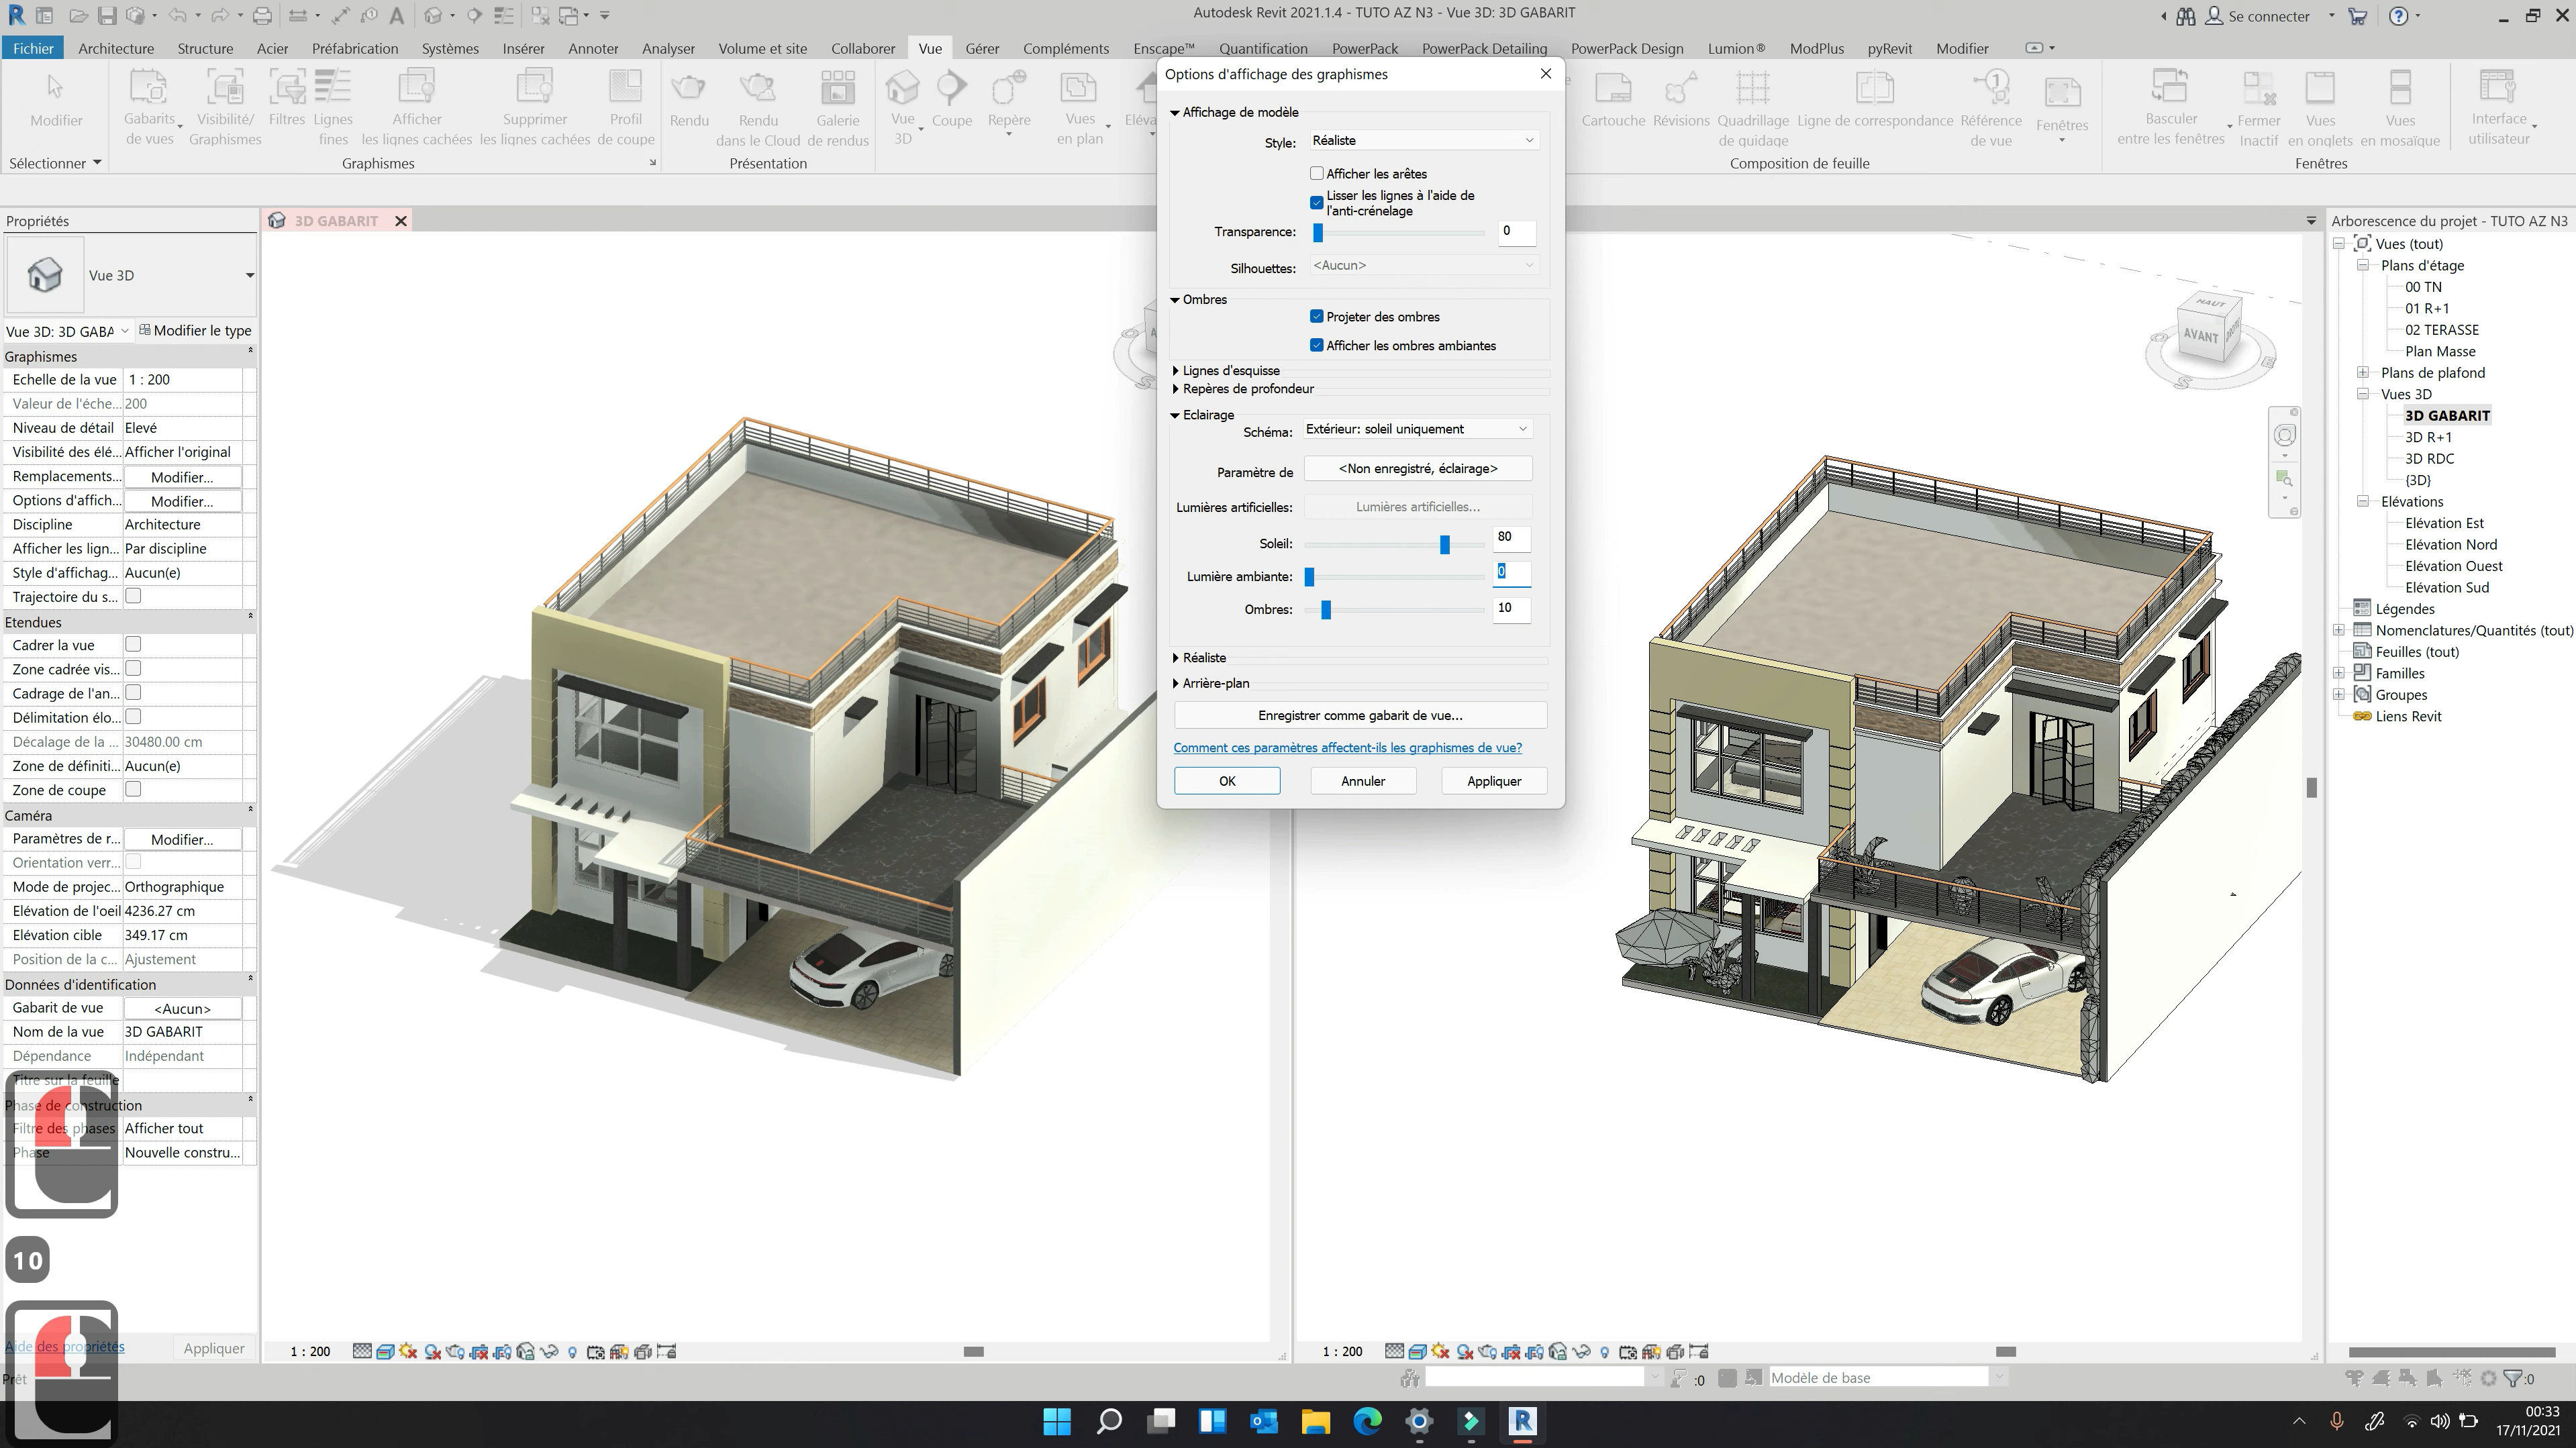 Autodesk Revit 2021.1.4 - TUTO AZ N3 - Vue 3D: 3D GABARIT
Se connecter
Fichier Architecture Structure Acier Préfabrication Systèmes Insérer Annoter Analyser Volume et site Collaborer Vue Gérer Compléments Enscape™ Quantification PowerPack PowerPack Detailing PowerPack Design Lumion® ModPlus pyRevit Modifier
Modifier
Gabarits de vues
Visibilité/ Graphismes
Filtres
Lignes fines
Afficher les lignes cachées
Supprimer les lignes cachées
Profil de coupe
Rendu
Rendu dans le Cloud
Galerie de rendus
Vue 3D
Coupe
Repère
Vues en plan
Cartouche
Révisions
Quadrillage de guidage
Ligne de correspondance
Référence de vue
Fenêtres
Basculer entre les fenêtres
Fermer Inactif
Vues en onglets
Vues en mosaïque
Interface utilisateur
Sélectionner
Graphismes
Présentation
Composition de feuille
Fenêtres
Propriétés
Vue 3D
Vue 3D: 3D GABA
Modifier le type
Graphismes
Echelle de la vue 1 : 200
Valeur de l'éche... 200
Niveau de détail Elevé
Visibilité des élé... Afficher l'original
Remplacements... Modifier...
Options d'affich... Modifier...
Discipline Architecture
Afficher les lign... Par discipline
Style d'affichag... Aucun(e)
Trajectoire du s...
Etendues
Cadrer la vue
Zone cadrée vis...
Cadrage de l'an...
Délimitation élo...
Décalage de la ... 30480.00 cm
Zone de définiti... Aucun(e)
Zone de coupe
Caméra
Paramètres de r... Modifier...
Orientation verr...
Mode de projec... Orthographique
Elévation de l'oeil 4236.27 cm
Elévation cible 349.17 cm
Position de la c... Ajustement
Données d'identification
Gabarit de vue <Aucun>
Nom de la vue 3D GABARIT
Dépendance Indépendant
Titre sur la feuille
Phase de construction
Filtre des phases Afficher tout
Phase Nouvelle constru...
10
Aide des propriétés
Appliquer
Prêt
3D GABARIT
Options d'affichage des graphismes
Affichage de modèle
Style: Réaliste
Afficher les arêtes
Lisser les lignes à l'aide de
l'anti-crénelage
Transparence: 0
Silhouettes: <Aucun>
Ombres
Projeter des ombres
Afficher les ombres ambiantes
Lignes d'esquisse
Repères de profondeur
Eclairage
Schéma: Extérieur: soleil uniquement
Paramètre de <Non enregistré, éclairage>
Lumières artificielles: Lumières artificielles...
Soleil: 80
Lumière ambiante: 0
Ombres: 10
Réaliste
Arrière-plan
Enregistrer comme gabarit de vue...
Comment ces paramètres affectent-ils les graphismes de vue?
OK Annuler Appliquer
HAUT
AVANT
Arborescence du projet - TUTO AZ N3
Vues (tout)
Plans d'étage
00 TN
01 R+1
02 TERASSE
Plan Masse
Plans de plafond
Vues 3D
3D GABARIT
3D R+1
3D RDC
{3D}
Elévations
Elévation Est
Elévation Nord
Elévation Ouest
Elévation Sud
Légendes
Nomenclatures/Quantités (tout)
Feuilles (tout)
Familles
Groupes
Liens Revit
1 : 200
1 : 200
:0
Modèle de base
:0
00:33
17/11/2021